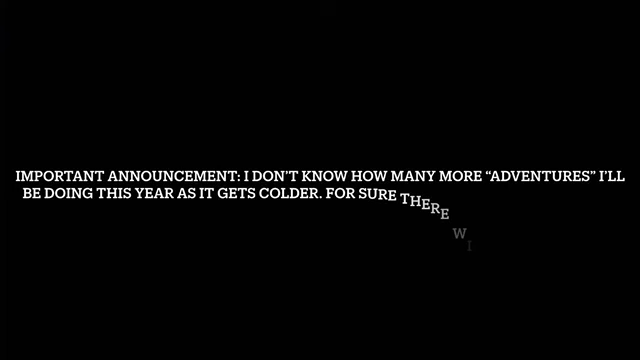 IMPORTANT ANNOUNCEMENT: I DON'T KNOW HOW MANY MORE “ADVENTURES” I’LL
BE DOING THIS YEAR AS IT GETS COLDER. FOR SURE THERE WI